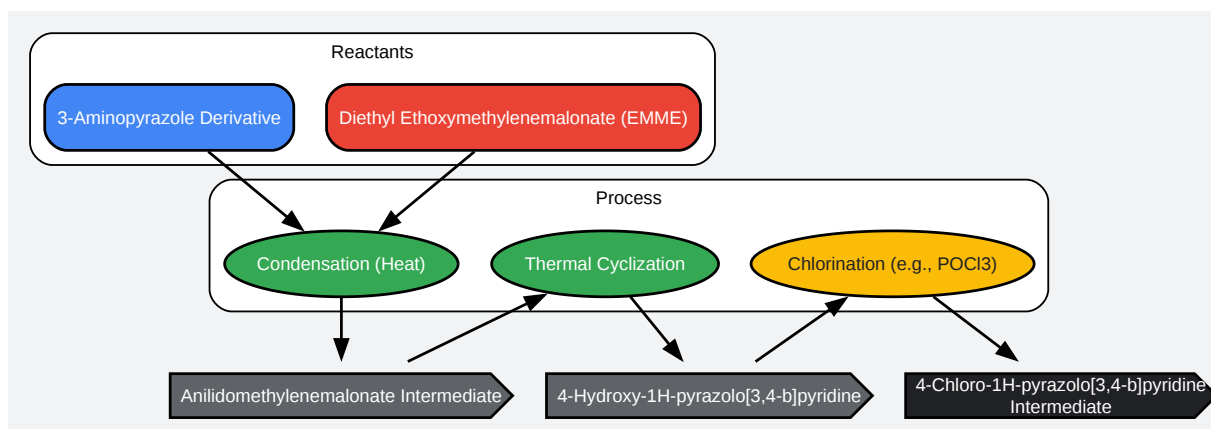 Reactants
3-Aminopyrazole Derivative
Diethyl Ethoxymethylenemalonate (EMME)
Process
Condensation (Heat)
Thermal Cyclization
Chlorination (e.g., POCl3)
Anilidomethylenemalonate Intermediate
4-Hydroxy-1H-pyrazolo[3,4-b]pyridine
4-Chloro-1H-pyrazolo[3,4-b]pyridine
Intermediate